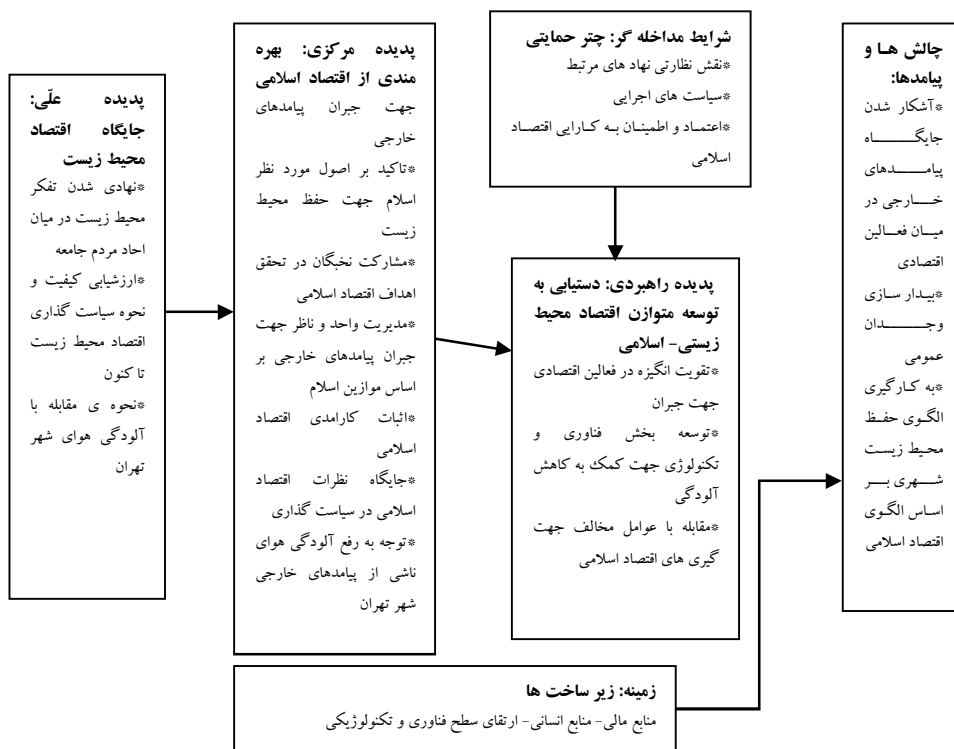 پدیده علّی:
جایگاه اقتصاد
محیط زیست
*نهادی شدن تفکر
محیط زیست در میان
احاد مردم جامعه
*ارزشیابی کیفیت و
نحوه سیاست گذاری
اقتصاد محیط زیست
تا کنون
*نحوه ی مقابله با
آلودگی هوای شهر
تهران
پدیده مرکزی: بهره
مندی از اقتصاد اسلامی
جهت جبران پیامدهای
خارجی
*تاکید بر اصول مورد نظر
اسلام جهت حفظ محیط
زیست
*مشارکت نخبگان در تحقق
اهداف اقتصاد اسلامی
*مدیریت واحد و ناظر جهت
جبران پیامدهای خارجی بر
اساس موازین اسلام
*اثبات کارامدی اقتصاد
اسلامی
*جایگاه نظرات اقتصاد
اسلامی در سیاست گذاری
*توجه به رفع آلودگی هوای
ناشی از پیامدهای خارجی
شهر تهران
شرایط مداخله گر: چتر حمایتی
*نقش نظارتی نهاد های مرتبط
*سیاست های اجرایی
*اعتماد و اطمینان به کارایی اقتصاد
اسلامی
پدیده راهبردی: دستیابی به
توسعه متوازن اقتصاد محیط
زیستی- اسلامی
*تقویت انگیزه در فعالین اقتصادی
جهت جبران
*توسعه بخش فناوری و
تکنولوژی جهت کمک به کاهش
آلودگی
*مقابله با عوامل مخالف جهت
گیری های اقتصاد اسلامی
چالش ها و
پیامدها:
*آشکار شدن
جایگاه
پیامدهای
خارجی در
میان فعالین
اقتصادی
*بیدار سازی
وجدان
عمومی
*به کارگیری
الگوی حفظ
محیط زیست
شهری بر
اساس الگوی
اقتصاد اسلامی
زمینه: زیر ساخت ها
منابع مالی- منابع انسانی- ارتقای سطح فناوری و تکنولوژیکی